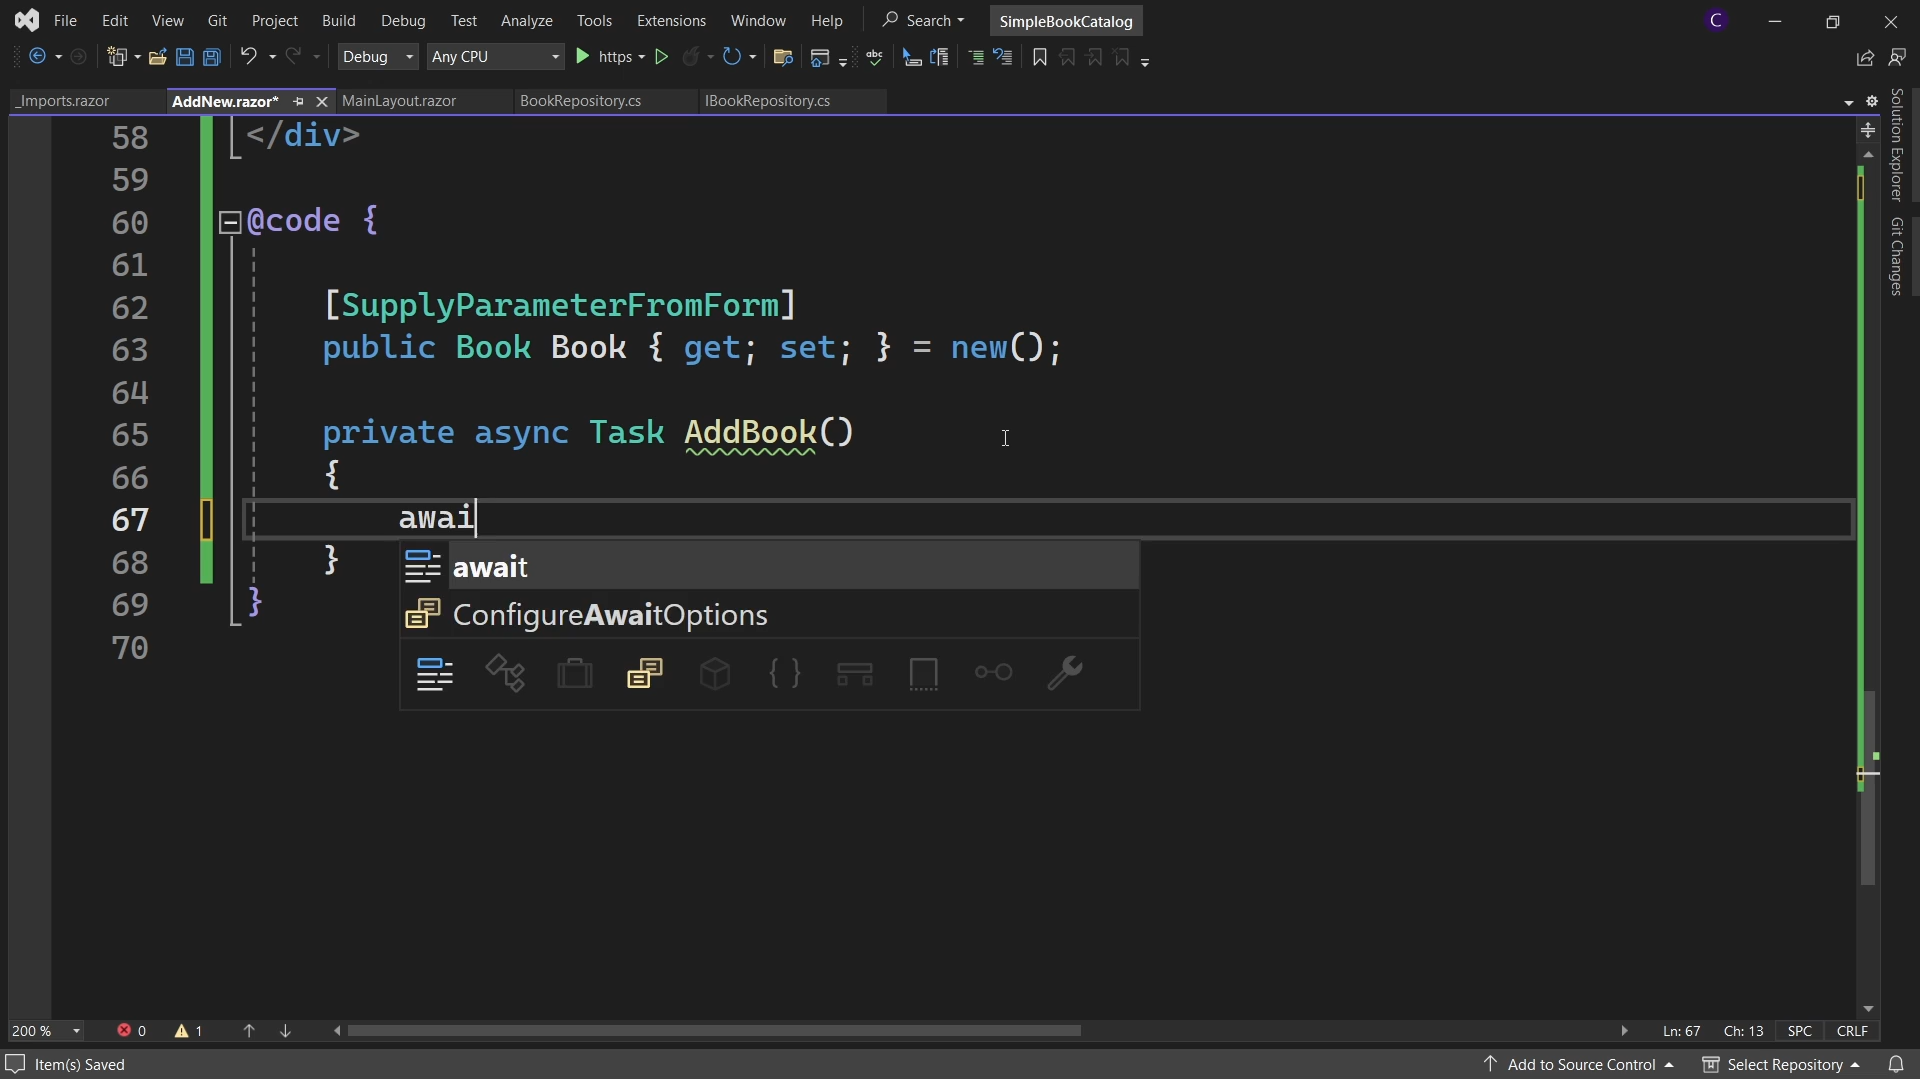 File Edit View Git Project Build Debug Test Analyze Tools Extensions Window Help Search SimpleBookCatalog C
Debug Any CPU https abc
_Imports.razor AddNew.razor* MainLayout.razor BookRepository.cs IBookRepository.cs
58 </div>
59
60 @code {
61
62 [SupplyParameterFromForm]
63 public Book Book { get; set; } = new();
64
65 private async Task AddBook()
66 {
67 awai
68 }
69 }
70
await
ConfigureAwaitOptions
Solution Explorer
Git Changes
200 % 0 1 Ln: 67 Ch: 13 SPC CRLF
Item(s) Saved Add to Source Control Select Repository